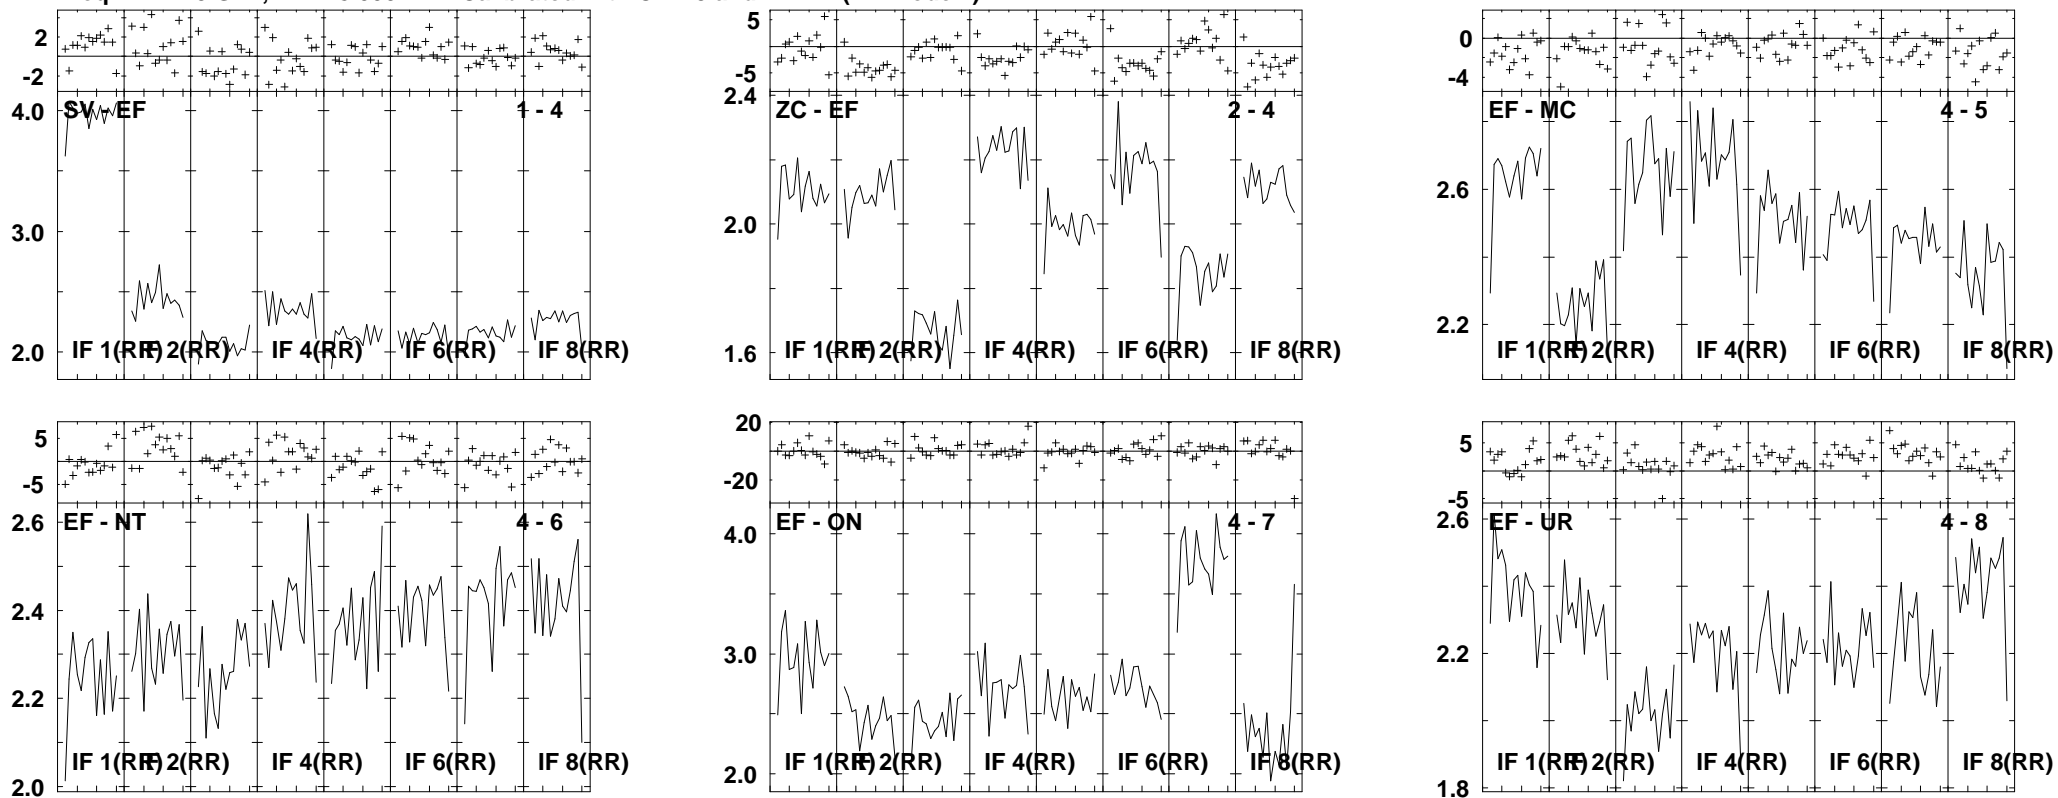 2
-2
SV - EF 1 - 4
4.0
3.0
2.0
IF 1(RR) IF 2(RR) IF 4(RR) IF 6(RR) IF 8(RR)
5
-5
ZC - EF 2 - 4
2.4
2.0
1.6
IF 1(RR) IF 2(RR) IF 4(RR) IF 6(RR) IF 8(RR)
0
-4
EF - MC 4 - 5
2.6
2.2
IF 1(RR) IF 2(RR) IF 4(RR) IF 6(RR) IF 8(RR)
5
-5
EF - NT 4 - 6
2.6
2.4
2.2
2.0
IF 1(RR) IF 2(RR) IF 4(RR) IF 6(RR) IF 8(RR)
20
-20
EF - ON 4 - 7
4.0
3.0
2.0
IF 1(RR) IF 2(RR) IF 4(RR) IF 6(RR) IF 8(RR)
5
-5
EF - UR 4 - 8
2.6
2.2
1.8
IF 1(RR) IF 2(RR) IF 4(RR) IF 6(RR) IF 8(RR)